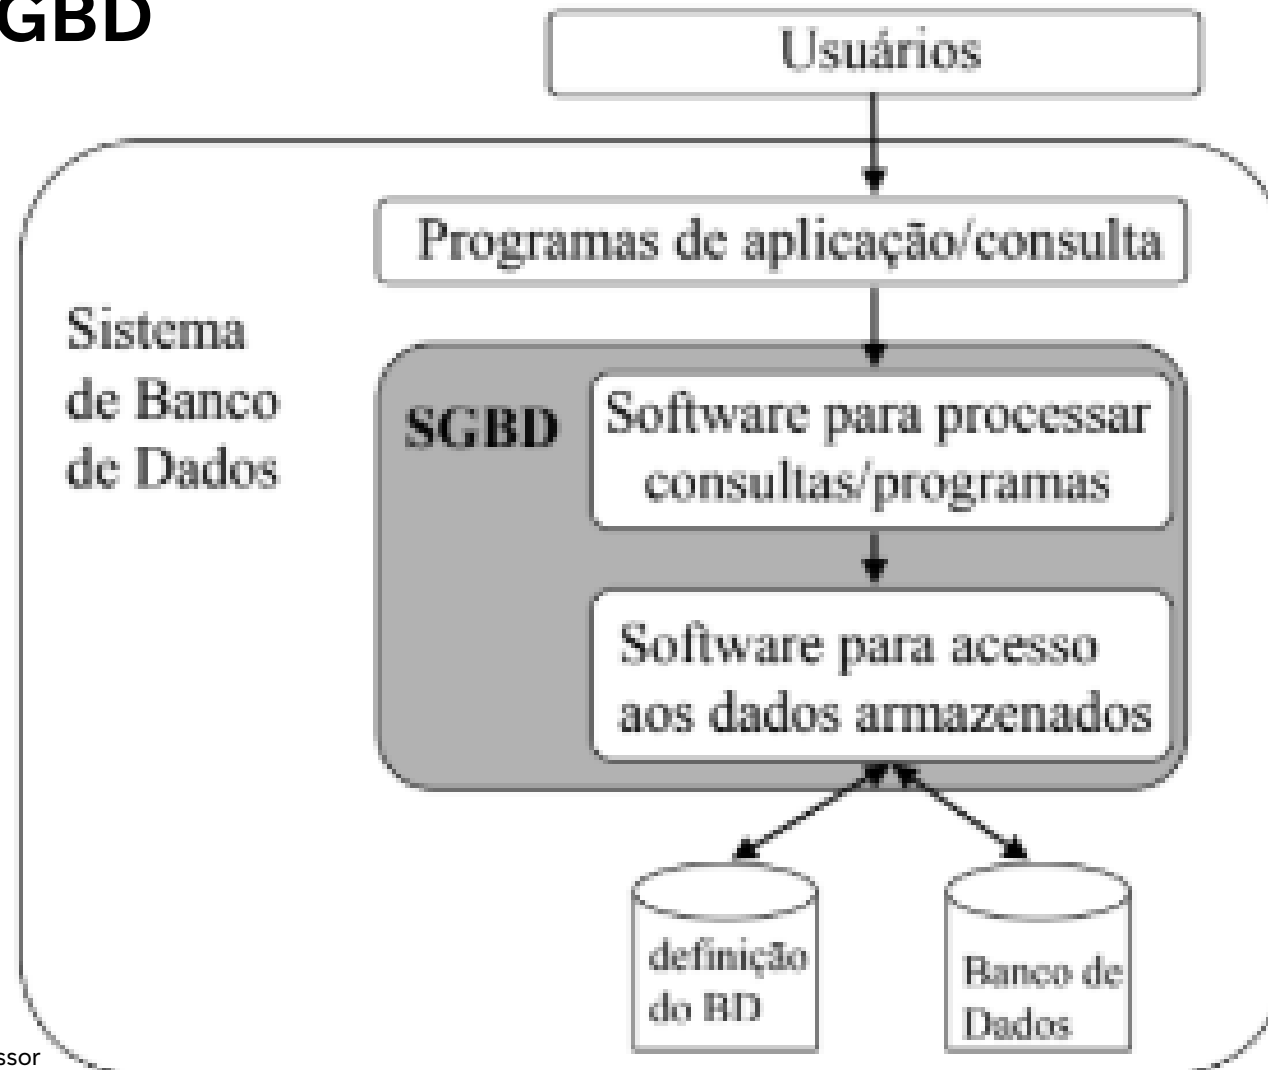 GBD
Usuários
Programas de aplicação/consulta
Sistema
de Banco
de Dados
SGBD
Software para processar
consultas/programas
Software para acesso
aos dados armazenados
definição
do BD
Banco de
Dados
ssor